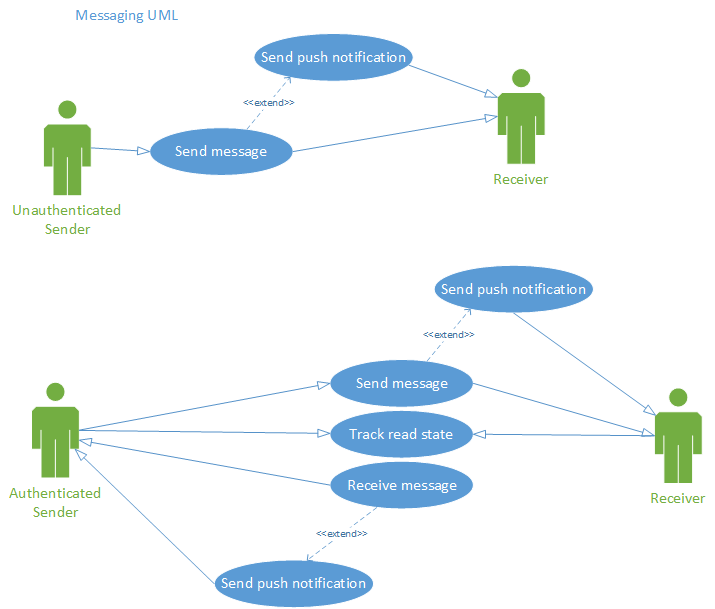 Messaging UML
Send push notification
<<extend>>
Send message
Receiver
Unauthenticated
Sender
Send push notification
<<extend>>
Send message
Track read state
Receive message
Authenticated
Sender
Receiver
<<extend>>
Send push notification